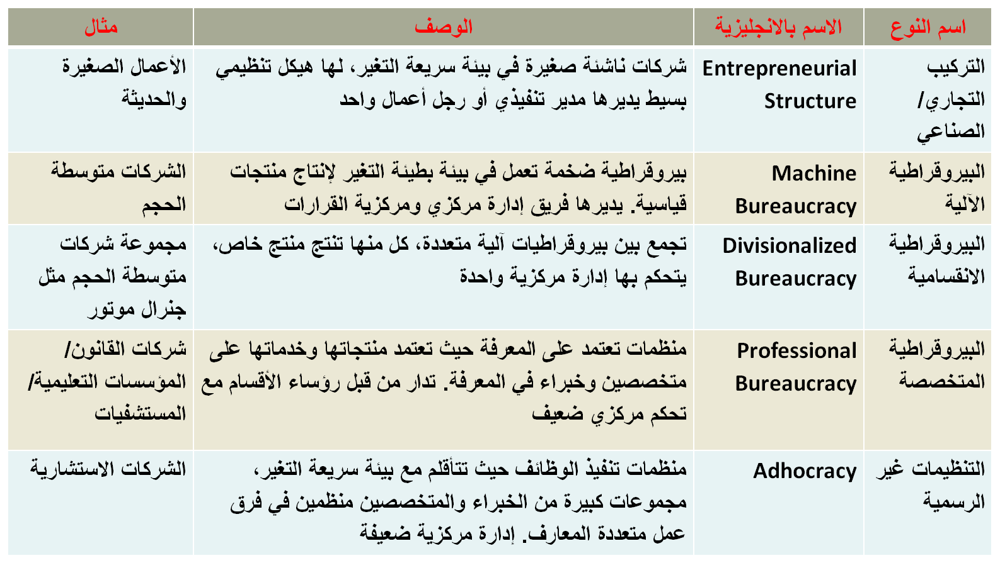 اسم النوع
الاسم بالانجليزية
الوصف
مثال
التركيب
التجاري/
الصناعي
Entrepreneurial
Structure
شركات ناشئة صغيرة في بيئة سريعة التغير، لها هيكل تنظيمي
بسيط يديرها مدير تنفيذي أو رجل أعمال واحد
الأعمال الصغيرة
والحديثة
البيروقراطية
الآلية
Machine
Bureaucracy
بيروقراطية ضخمة تعمل في بيئة بطيئة التغير لإنتاج منتجات
قياسية. يديرها فريق إدارة مركزي ومركزية القرارات
الشركات متوسطة
الحجم
البيروقراطية
الانقسامية
Divisionalized
Bureaucracy
تجمع بين بيروقراطيات آلية متعددة، كل منها تنتج منتج خاص،
يتحكم بها إدارة مركزية واحدة
مجموعة شركات
متوسطة الحجم مثل
جنرال موتور
البيروقراطية
المتخصصة
Professional
Bureaucracy
منظمات تعتمد على المعرفة حيث تعتمد منتجاتها وخدماتها على
متخصصين وخبراء في المعرفة. تدار من قبل رؤساء الأقسام مع
تحكم مركزي ضعيف
شركات القانون/
المؤسسات التعليمية/
المستشفيات
التنظيمات غير
الرسمية
Adhocracy
منظمات تنفيذ الوظائف حيث تتأقلم مع بيئة سريعة التغير،
مجموعات كبيرة من الخبراء والمتخصصين منظمين في فرق
عمل متعددة المعارف. إدارة مركزية ضعيفة
الشركات الاستشارية